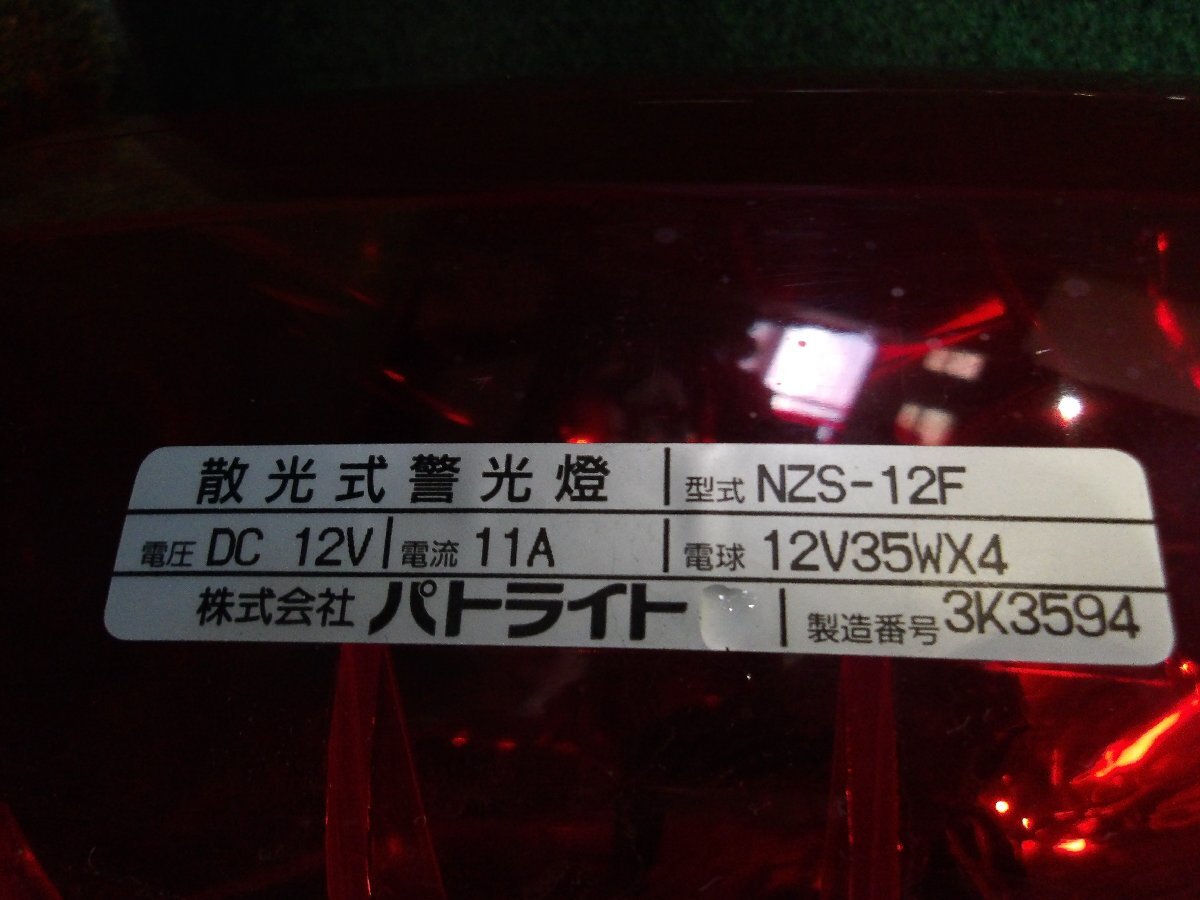 散光式警光燈 型式 NZS-12F
電圧 DC 12V 電流 11A 電球 12V35WX4
株式会社 パトライト 製造番号 3K3594